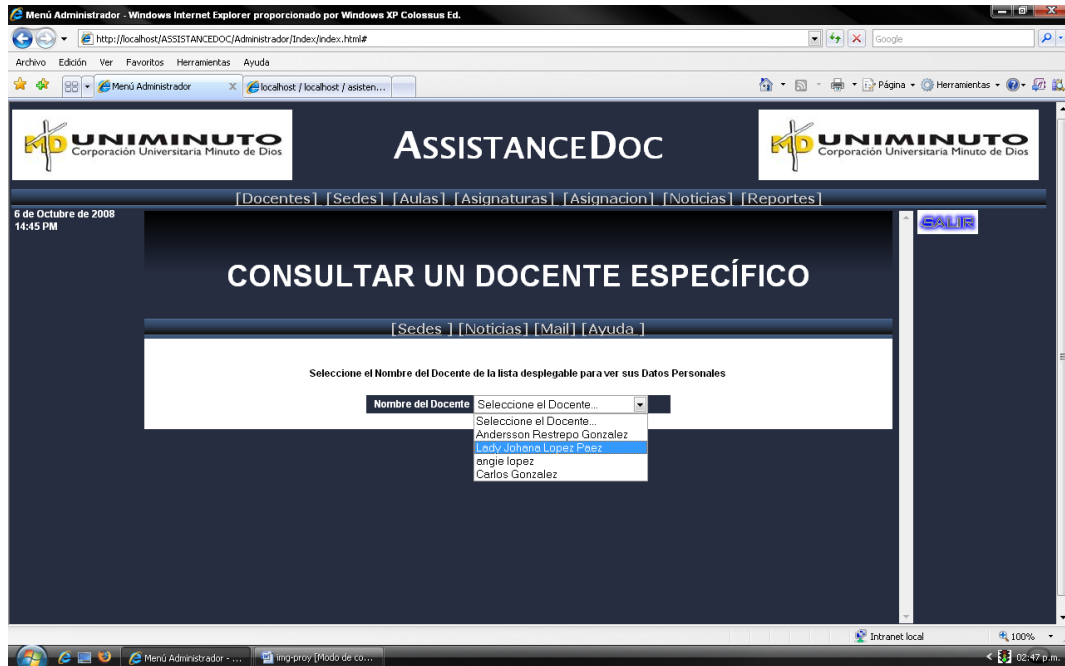 Menú Administrador - Windows Internet Explorer proporcionado por Windows XP Colossus Ed.
http://localhost/ASSISTANCEDOC/Administrador/Index/index.html#
Google
Archivo Edición Ver Favoritos Herramientas Ayuda
Menú Administrador
localhost / localhost / asisten...
Página
Herramientas
UNIMINUTO
Corporación Universitaria Minuto de Dios
ASSISTANCEDOC
UNIMINUTO
Corporación Universitaria Minuto de Dios
[Docentes] [Sedes] [Aulas] [Asignaturas] [Asignacion] [Noticias] [Reportes]
6 de Octubre de 2008
14:45 PM
SALIR
CONSULTAR UN DOCENTE ESPECÍFICO
[Sedes ] [Noticias] [Mail] [Ayuda ]
Seleccione el Nombre del Docente de la lista desplegable para ver sus Datos Personales
Nombre del Docente Seleccione el Docente...
Seleccione el Docente...
Andersson Restrepo Gonzalez
Lady Johana Lopez Paez
angie lopez
Carlos Gonzalez
Intranet local
100%
Menú Administrador - ...
img-proy [Modo de co...
02:47 p.m.